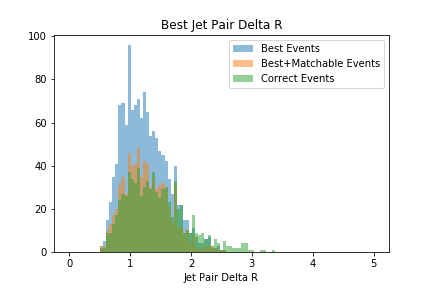 Best Jet Pair Delta R
100
80
60
40
20
0
Best Events
Best+Matchable Events
Correct Events
0 1 2 3 4 5
Jet Pair Delta R